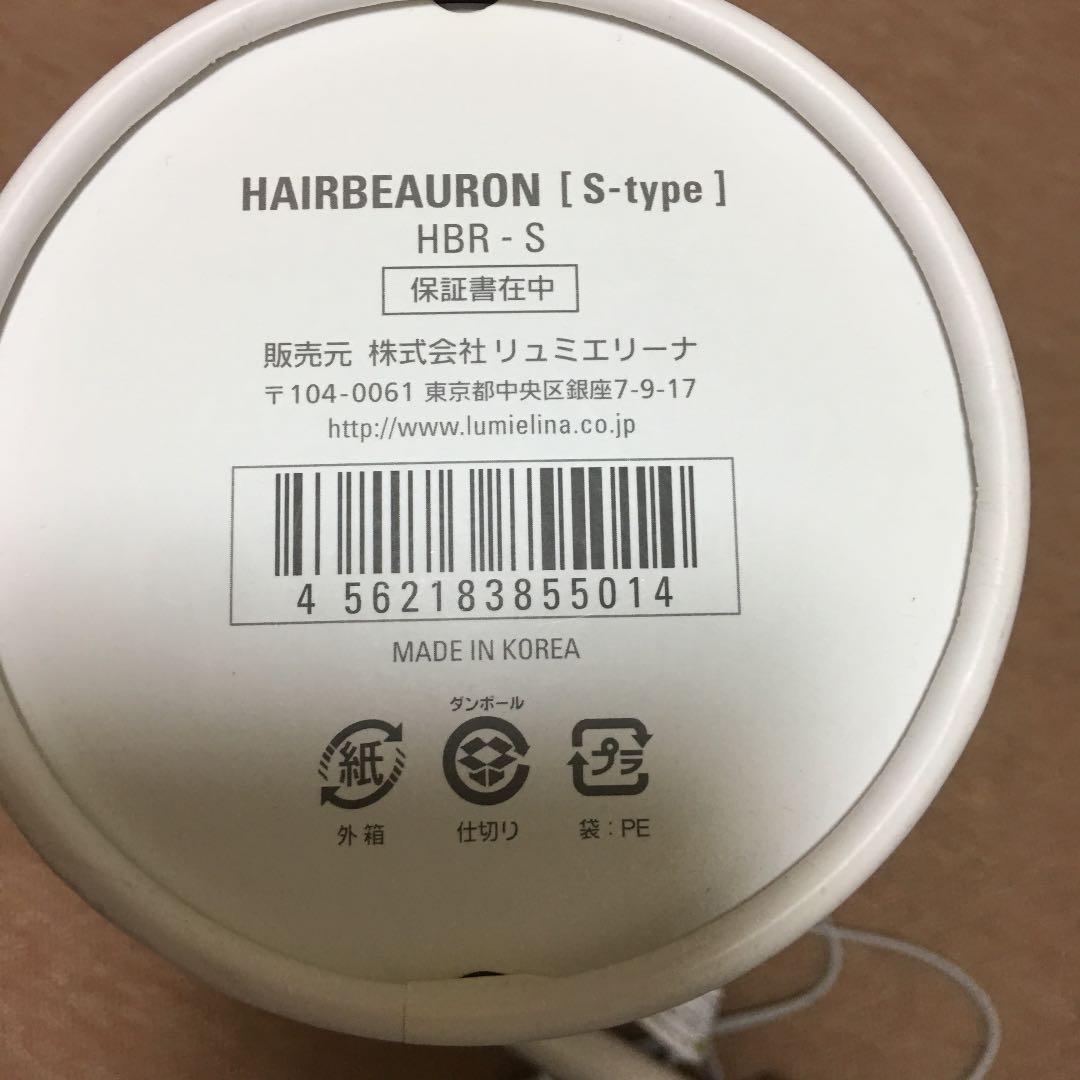 HAIRBEAURON [ S-type ]
HBR - S
保証書在中
販売元 株式会社 リュミエリーナ
〒104-0061 東京都中央区銀座7-9-17
http://www.lumielina.co.jp
4 562183855014
MADE IN KOREA
ダンボール
紙 プラ
外箱 仕切り 袋:PE